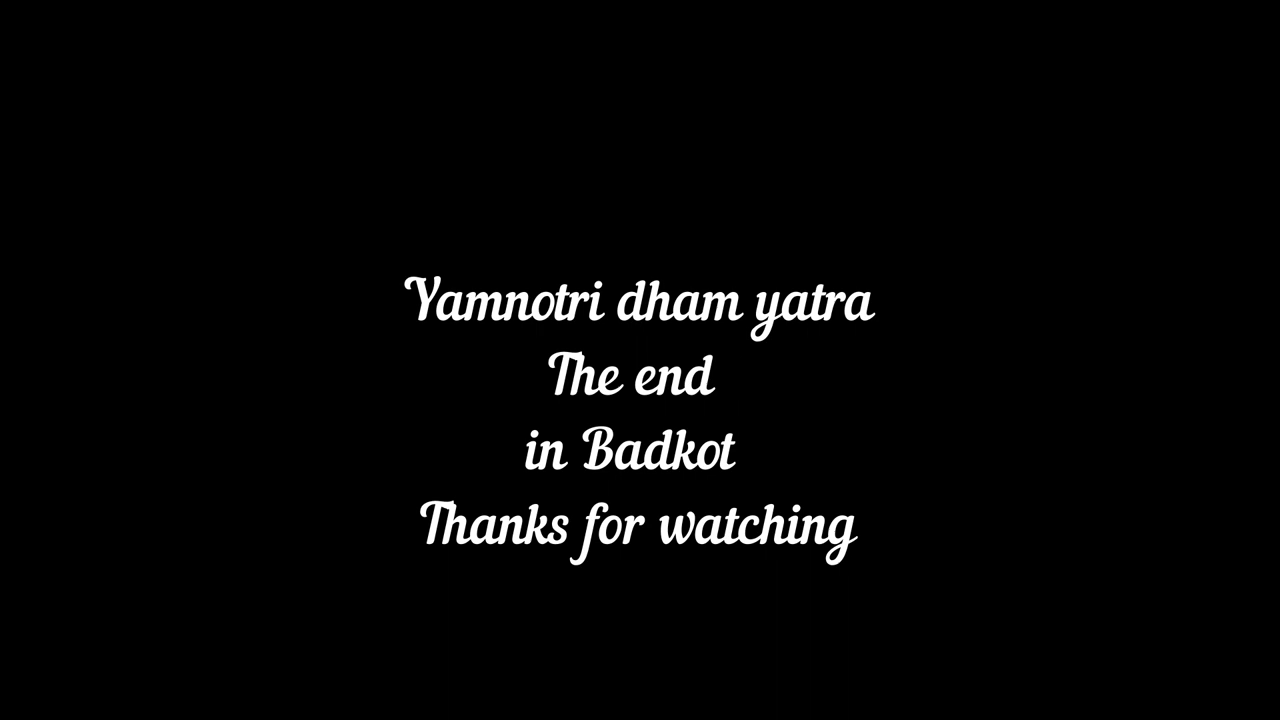 Yamnotri dham yatra
The end
in Badkot
Thanks for watching